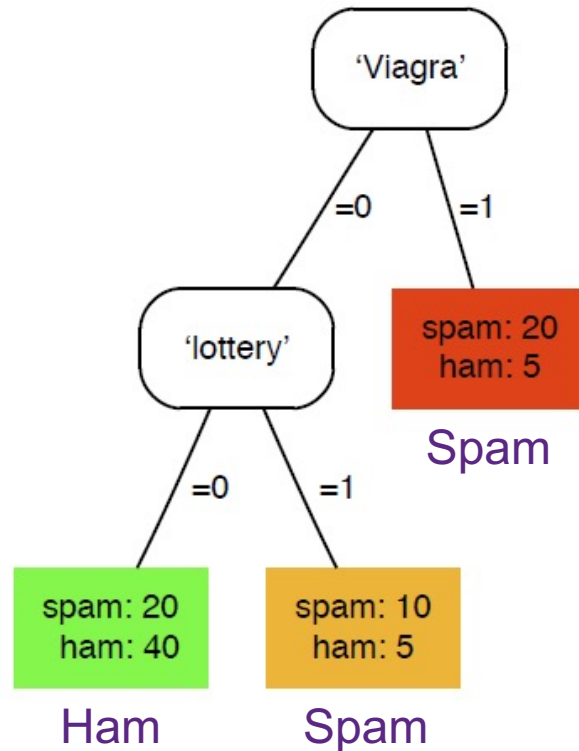 ‘Viagra’
=0
=1
‘lottery’
spam: 20
ham: 5
Spam
=0
=1
spam: 20
ham: 40
spam: 10
ham: 5
Ham
Spam